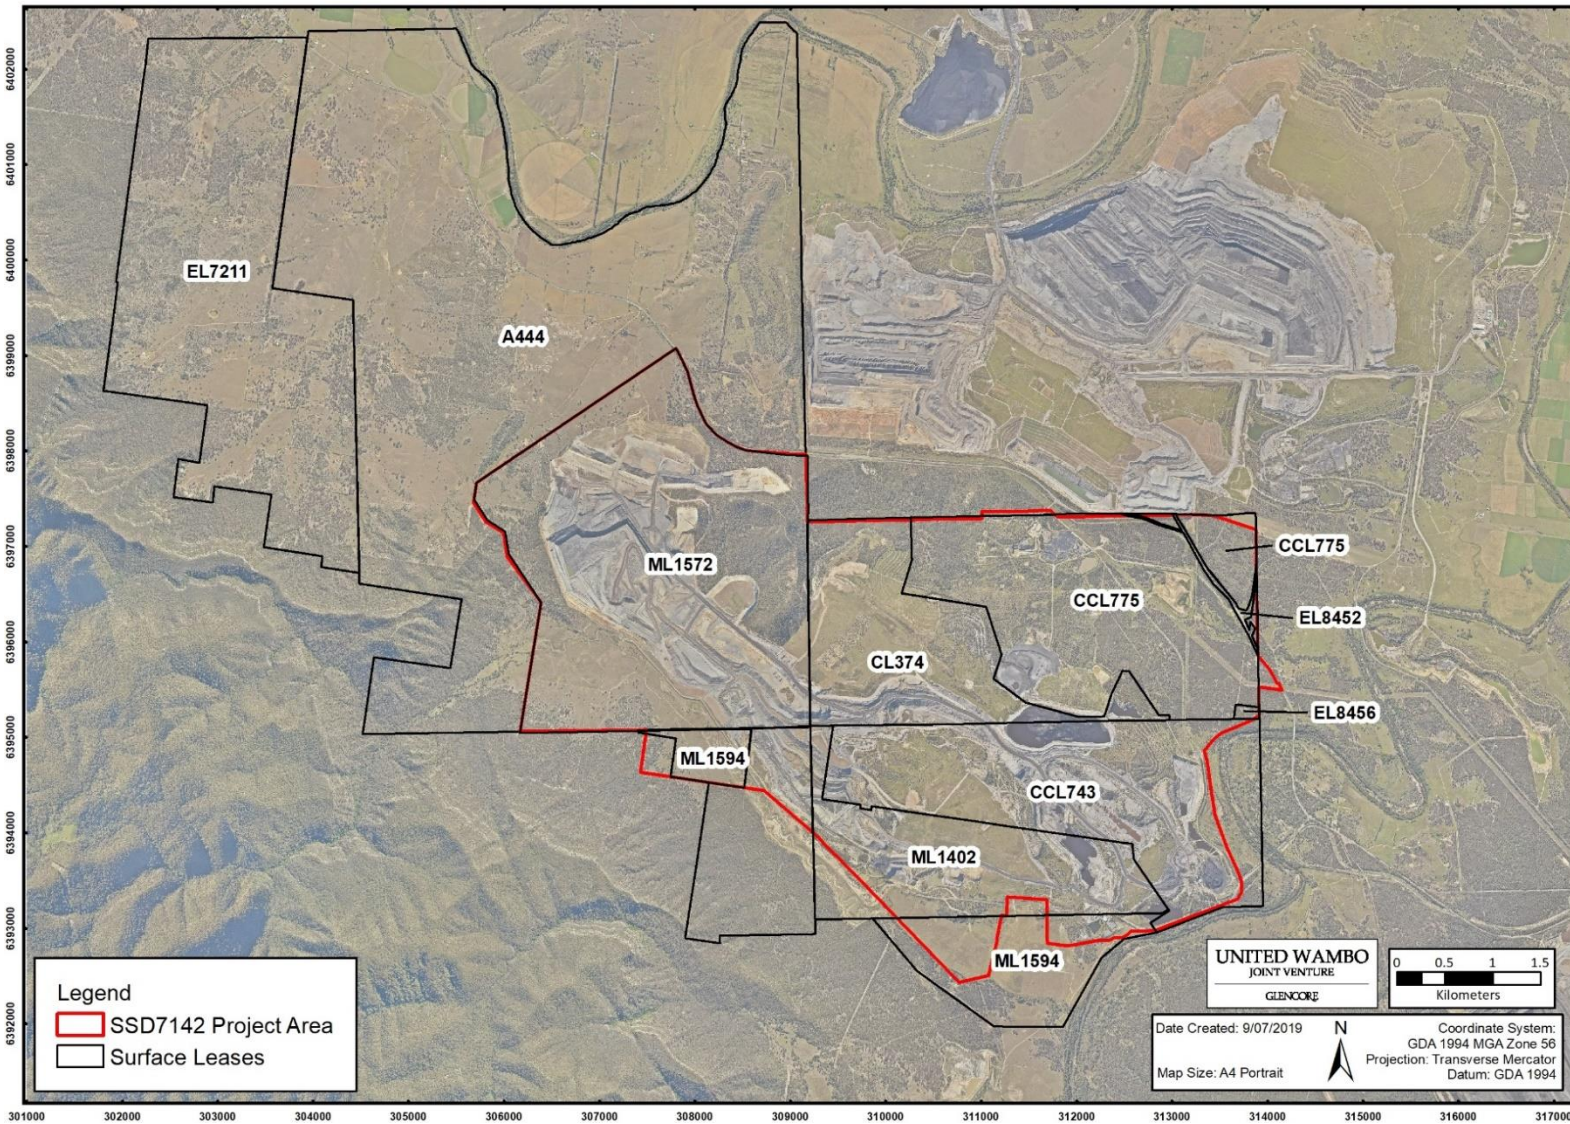 6402000
6401000
6400000
6399000
6398000
6397000
6396000
6395000
6394000
6393000
6392000
EL7211
A444
ML1572
CCL775
CCL775
EL8452
CL374
EL8456
ML1594
CCL743
ML1402
ML1594
Legend
SSD7142 Project Area
Surface Leases
UNITED WAMBO
JOINT VENTURE
GLENCORE
0 0.5 1 1.5
Kilometers
Date Created: 9/07/2019
Map Size: A4 Portrait
N
Coordinate System:
GDA 1994 MGA Zone 56
Projection: Transverse Mercator
Datum: GDA 1994
301000 302000 303000 304000 305000 306000 307000 308000 309000 310000 311000 312000 313000 314000 315000 316000